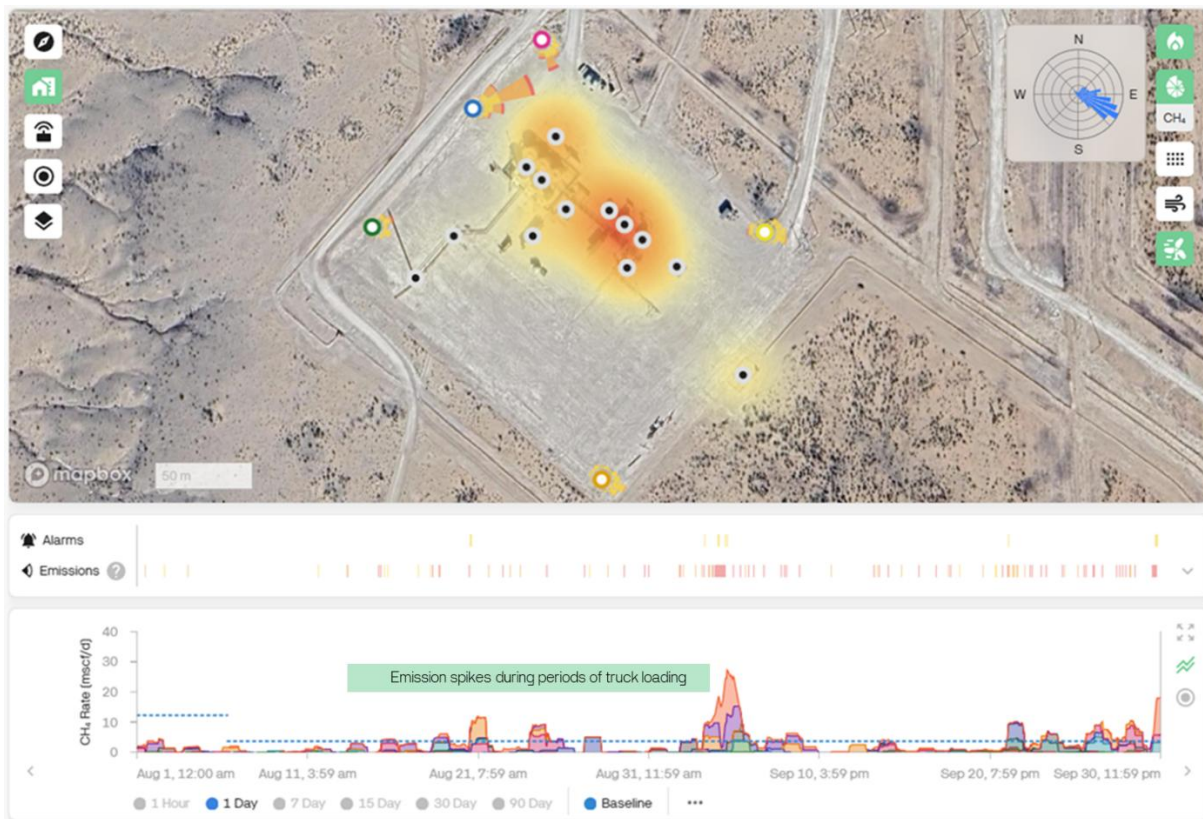 N
W
E
S
CH₄
mapbox
50 m
Alarms
Emissions ?
CH₄ Rate (mscf/d)
40
30
20
10
0
Emission spikes during periods of truck loading
Aug 1, 12:00 am
Aug 11, 3:59 am
Aug 21, 7:59 am
Aug 31, 11:59 am
Sep 10, 3:59 pm
Sep 20, 7:59 pm
Sep 30, 11:59 pm
1 Hour
1 Day
7 Day
15 Day
30 Day
90 Day
Baseline